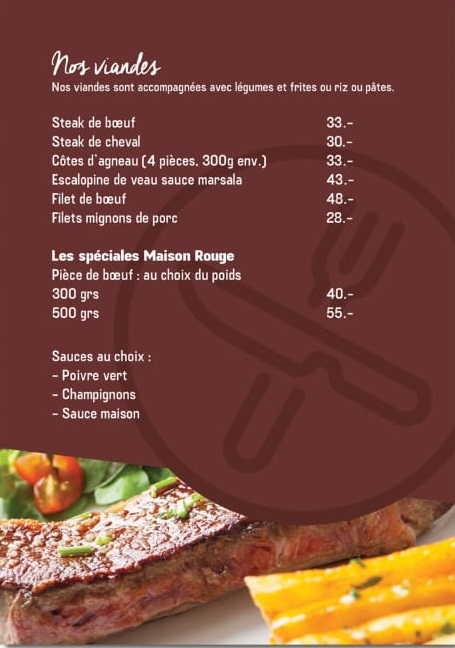 Nos viandes
Nos viandes sont accompagnées avec légumes et frites ou riz ou pâtes.
Steak de bœuf 33.-
Steak de cheval 30.-
Côtes d'agneau (4 pièces, 300g env.) 33.-
Escalopine de veau sauce marsala 43.-
Filet de bœuf 48.-
Filets mignons de porc 28.-
Les spéciales Maison Rouge
Pièce de bœuf : au choix du poids
300 grs 40.-
500 grs 55.-
Sauces au choix :
- Poivre vert
- Champignons
- Sauce maison